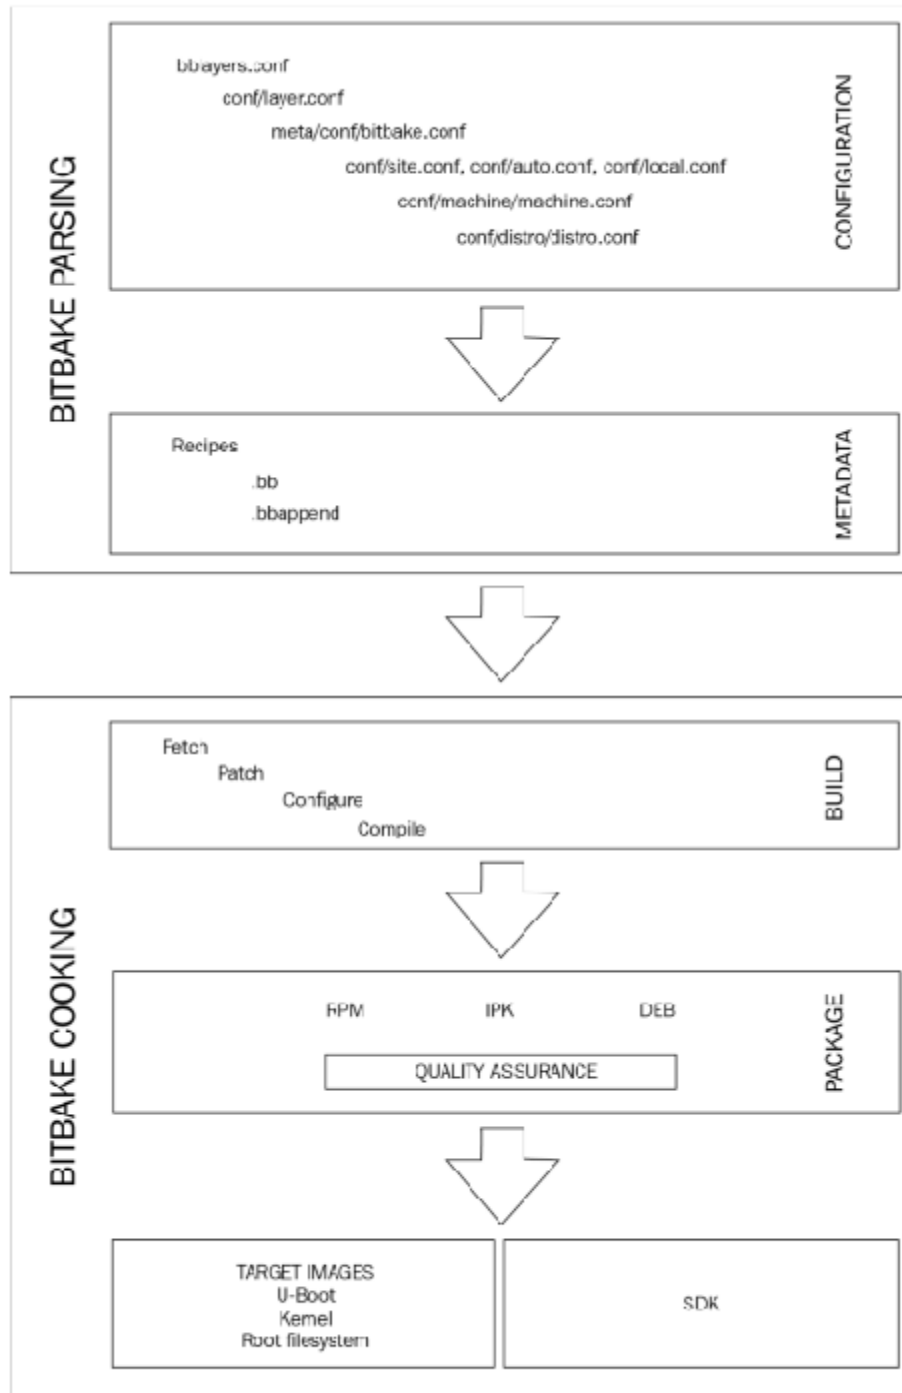 BITBAKE PARSING
bblayers.conf
conf/layer.conf
meta/conf/bitbake.conf
conf/site.conf, conf/auto.conf, conf/local.conf
conf/machine/machine.conf
conf/distro/distro.conf
CONFIGURATION
Recipes
.bb
.bbappend
METADATA
BITBAKE COOKING
Fetch
Patch
Configure
Compile
BUILD
RPM IPK DEB
QUALITY ASSURANCE
PACKAGE
TARGET IMAGES
U-Boot
Kernel
Root filesystem
SDK